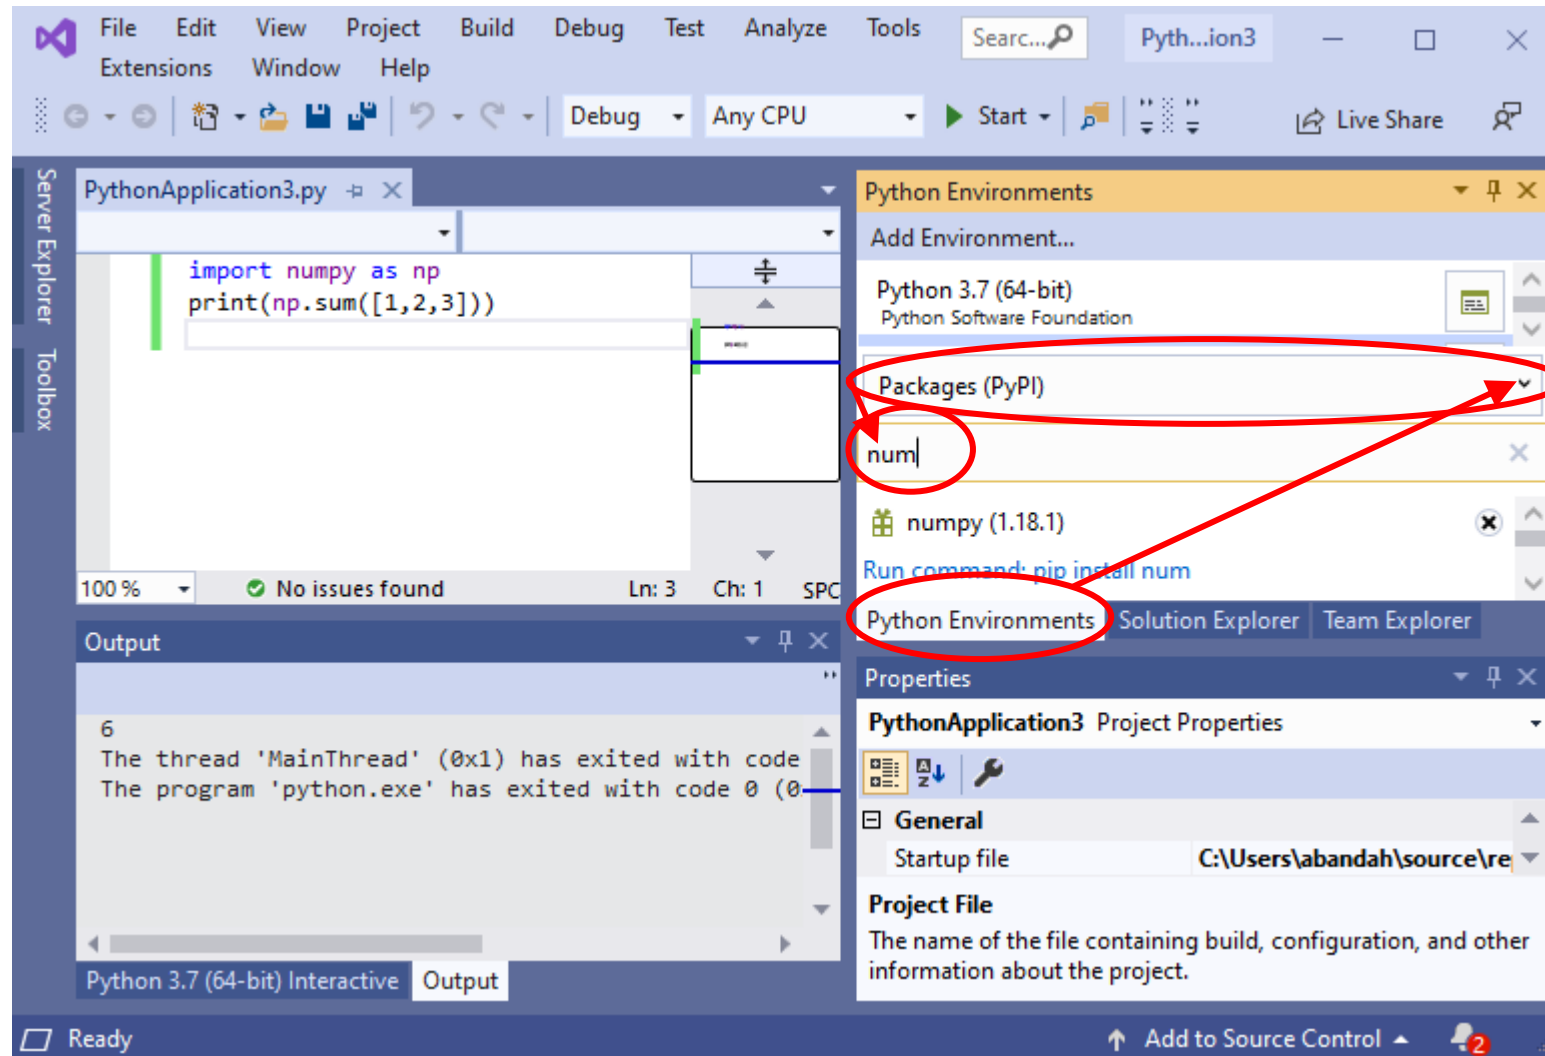 File Edit View Project Build Debug Test Analyze Tools Searc... Pyth...ion3
Extensions Window Help
Debug Any CPU Start Live Share
Server Explorer
Toolbox
PythonApplication3.py
import numpy as np
print(np.sum([1,2,3]))
100 % No issues found Ln: 3 Ch: 1 SPC
Output
6
The thread 'MainThread' (0x1) has exited with code
The program 'python.exe' has exited with code 0 (0
Python 3.7 (64-bit) Interactive Output
Python Environments
Add Environment...
Python 3.7 (64-bit)
Python Software Foundation
Packages (PyPI)
num
numpy (1.18.1)
Run command: pip install num
Python Environments Solution Explorer Team Explorer
Properties
PythonApplication3 Project Properties
General
Startup file C:\Users\abandah\source\re
Project File
The name of the file containing build, configuration, and other
information about the project.
Ready Add to Source Control 2